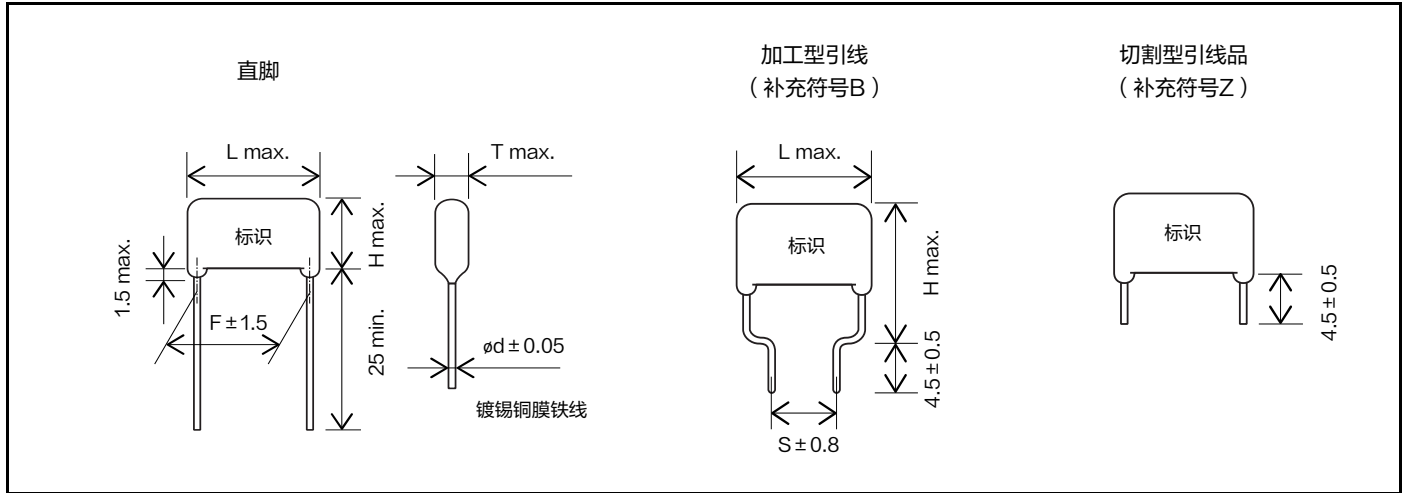 直脚
L max.
标识
H max.
1.5 max.
F±1.5
25 min.
T max.
ød±0.05
镀锡铜膜铁线
加工型引线
（补充符号B）
L max.
标识
H max.
4.5±0.5
S±0.8
切割型引线品
（补充符号Z）
标识
4.5±0.5